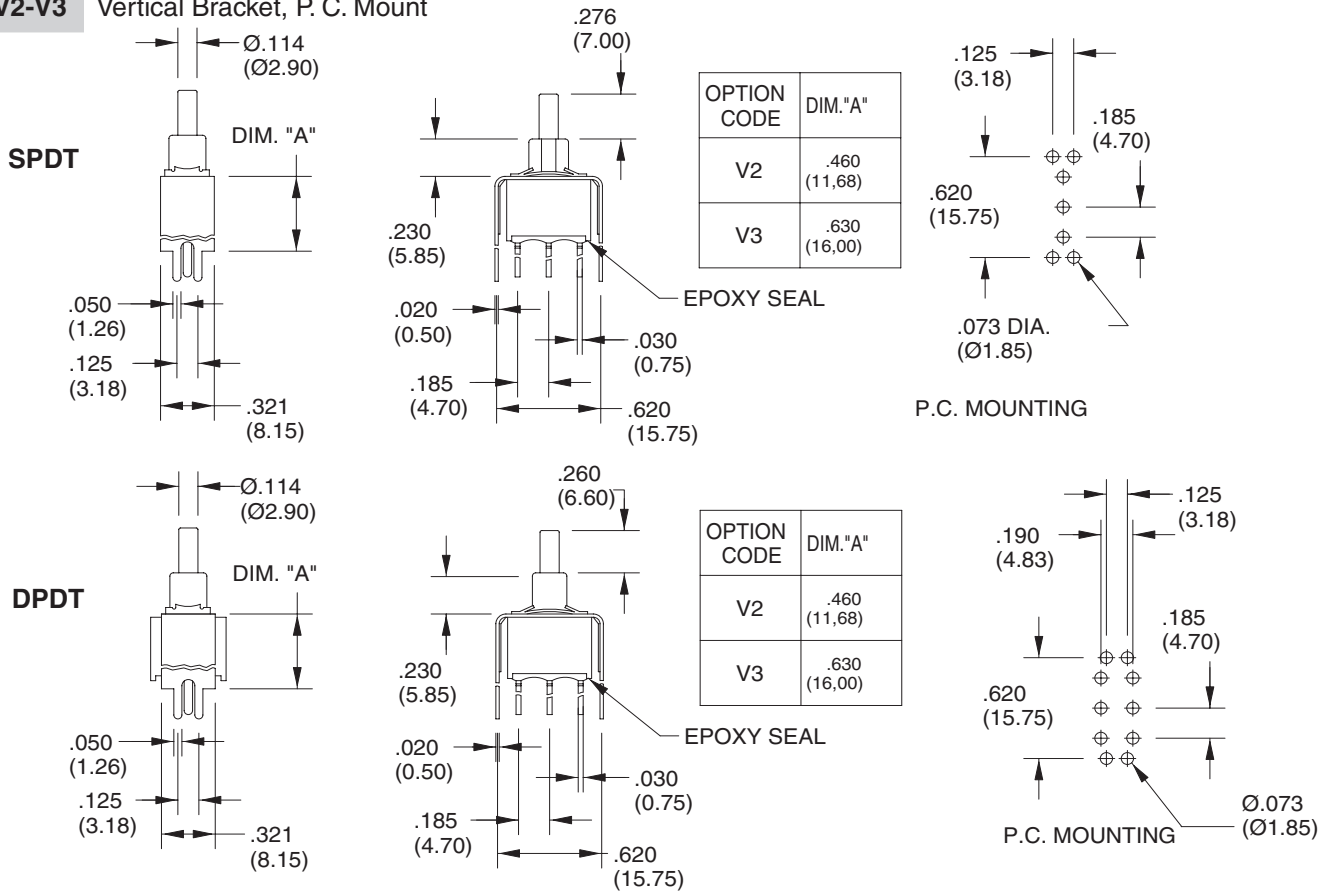 V2-V3 Vertical Bracket, P. C. Mount
SPDT
Ø.114
(Ø2.90)
DIM. "A"
.050
(1.26)
.125
(3.18)
.321
(8.15)
.276
(7.00)
.230
(5.85)
.020
(0.50)
.185
(4.70)
EPOXY SEAL
.030
(0.75)
.620
(15.75)
OPTION CODE DIM."A"
V2 .460 (11,68)
V3 .630 (16,00)
.125
(3.18)
.185
(4.70)
.620
(15.75)
.073 DIA.
(Ø1.85)
P.C. MOUNTING
DPDT
Ø.114
(Ø2.90)
DIM. "A"
.050
(1.26)
.125
(3.18)
.321
(8.15)
.260
(6.60)
.230
(5.85)
.020
(0.50)
.185
(4.70)
EPOXY SEAL
.030
(0.75)
.620
(15.75)
OPTION CODE DIM."A"
V2 .460 (11,68)
V3 .630 (16,00)
.125
(3.18)
.190
(4.83)
.185
(4.70)
.620
(15.75)
Ø.073
(Ø1.85)
P.C. MOUNTING